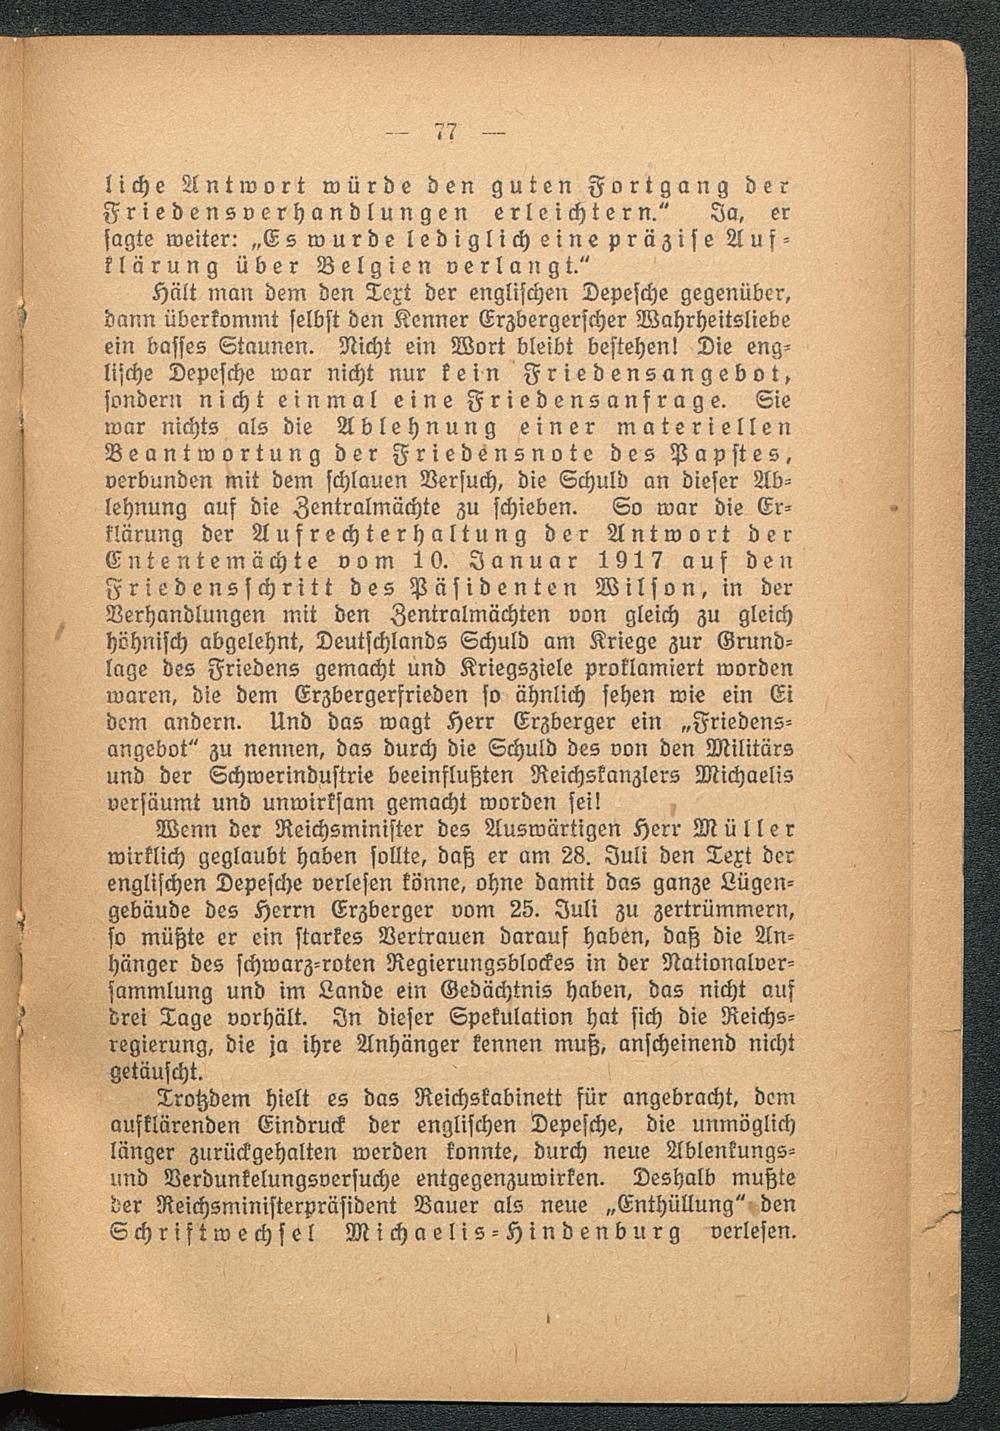 — 77 —
liche Antwort würde den guten Fortgang der
Friedensverhandlungen erleichtern.“ Ja, er
sagte weiter: „Es wurde lediglich eine präzise Auf-
klärung über Belgien verlangt.“
Hält man dem den Text der englischen Depesche gegenüber,
dann überkommt selbst den Kenner Erzbergerscher Wahrheitsliebe
ein basses Staunen. Nicht ein Wort bleibt bestehen! Die eng-
lische Depesche war nicht nur kein Friedensangebot,
sondern nicht einmal eine Friedensanfrage. Sie
war nichts als die Ablehnung einer materiellen
Beantwortung der Friedensnote des Papstes,
verbunden mit dem schlauen Versuch, die Schuld an dieser Ab-
lehnung auf die Zentralmächte zu schieben. So war die Er-
klärung der Aufrechterhaltung der Antwort der
Ententemächte vom 10. Januar 1917 auf den
Friedensschritt des Päsidenten Wilson, in der
Verhandlungen mit den Zentralmächten von gleich zu gleich
höhnisch abgelehnt, Deutschlands Schuld am Kriege zur Grund-
lage des Friedens gemacht und Kriegsziele proklamiert worden
waren, die dem Erzbergerfrieden so ähnlich sehen wie ein Ei
dem andern. Und das wagt Herr Erzberger ein „Friedens-
angebot“ zu nennen, das durch die Schuld des von den Militärs
und der Schwerindustrie beeinflußten Reichskanzlers Michaelis
versäumt und unwirksam gemacht worden sei!
Wenn der Reichsminister des Auswärtigen Herr Müller
wirklich geglaubt haben sollte, daß er am 28. Juli den Text der
englischen Depesche verlesen könne, ohne damit das ganze Lügen-
gebäude des Herrn Erzberger vom 25. Juli zu zertrümmern,
so müßte er ein starkes Vertrauen darauf haben, daß die An-
hänger des schwarz-roten Regierungsblockes in der Nationalver-
sammlung und im Lande ein Gedächtnis haben, das nicht auf
drei Tage vorhält. In dieser Spekulation hat sich die Reichs-
regierung, die ja ihre Anhänger kennen muß, anscheinend nicht
getäuscht.
Trotzdem hielt es das Reichskabinett für angebracht, dem
aufklärenden Eindruck der englischen Depesche, die unmöglich
länger zurückgehalten werden konnte, durch neue Ablenkungs-
und Verdunkelungsversuche entgegenzuwirken. Deshalb mußte
der Reichsministerpräsident Bauer als neue „Enthüllung“ den
Schriftwechsel Michaelis-Hindenburg verlesen.